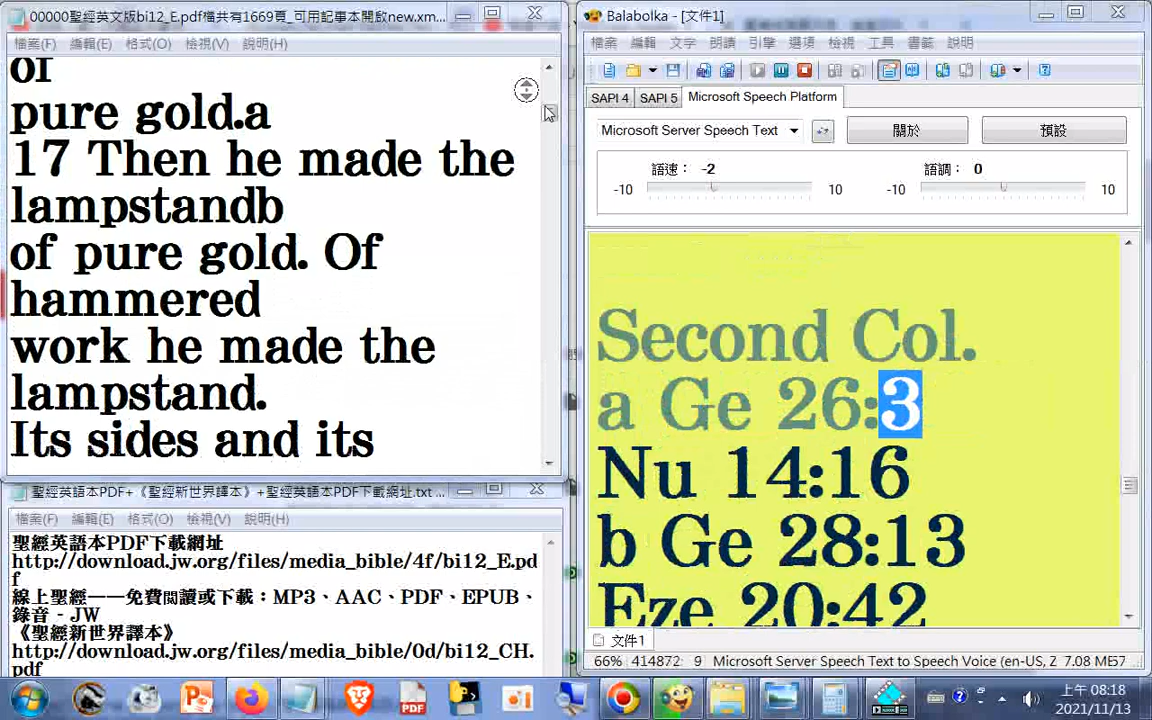 00000聖經英文版bi12_E.pdf檔共有1669頁_可用記事本開啟new.xm...
檔案(F) 編輯(E) 格式(O) 檢視(V) 說明(H)
of
pure gold.a
17 Then he made the
lampstandb
of pure gold. Of
hammered
work he made the
lampstand.
Its sides and its
聖經英語本PDF+《聖經新世界譯本》+聖經英語本PDF下載網址.txt ...
檔案(F) 編輯(E) 格式(O) 檢視(V) 說明(H)
聖經英語本PDF下載網址
http://download.jw.org/files/media_bible/4f/bi12_E.pd
f
線上聖經——免費閱讀或下載：MP3、AAC、PDF、EPUB、
錄音 - JW
《聖經新世界譯本》
http://download.jw.org/files/media_bible/0d/bi12_CH.
pdf
Balabolka - [文件1]
檔案 編輯 文字 朗讀 引擎 選項 檢視 工具 書籤 說明
SAPI 4 SAPI 5 Microsoft Speech Platform
Microsoft Server Speech Text 關於 預設
語速： -2 語調： 0
-10 10 -10 10
Second Col.
a Ge 26:3
Nu 14:16
b Ge 28:13
Eze 20:42
文件1
66% 414872: 9 Microsoft Server Speech Text to Speech Voice (en-US, Z 7.08 ME57
PDF
上午 08:18
2021/11/13